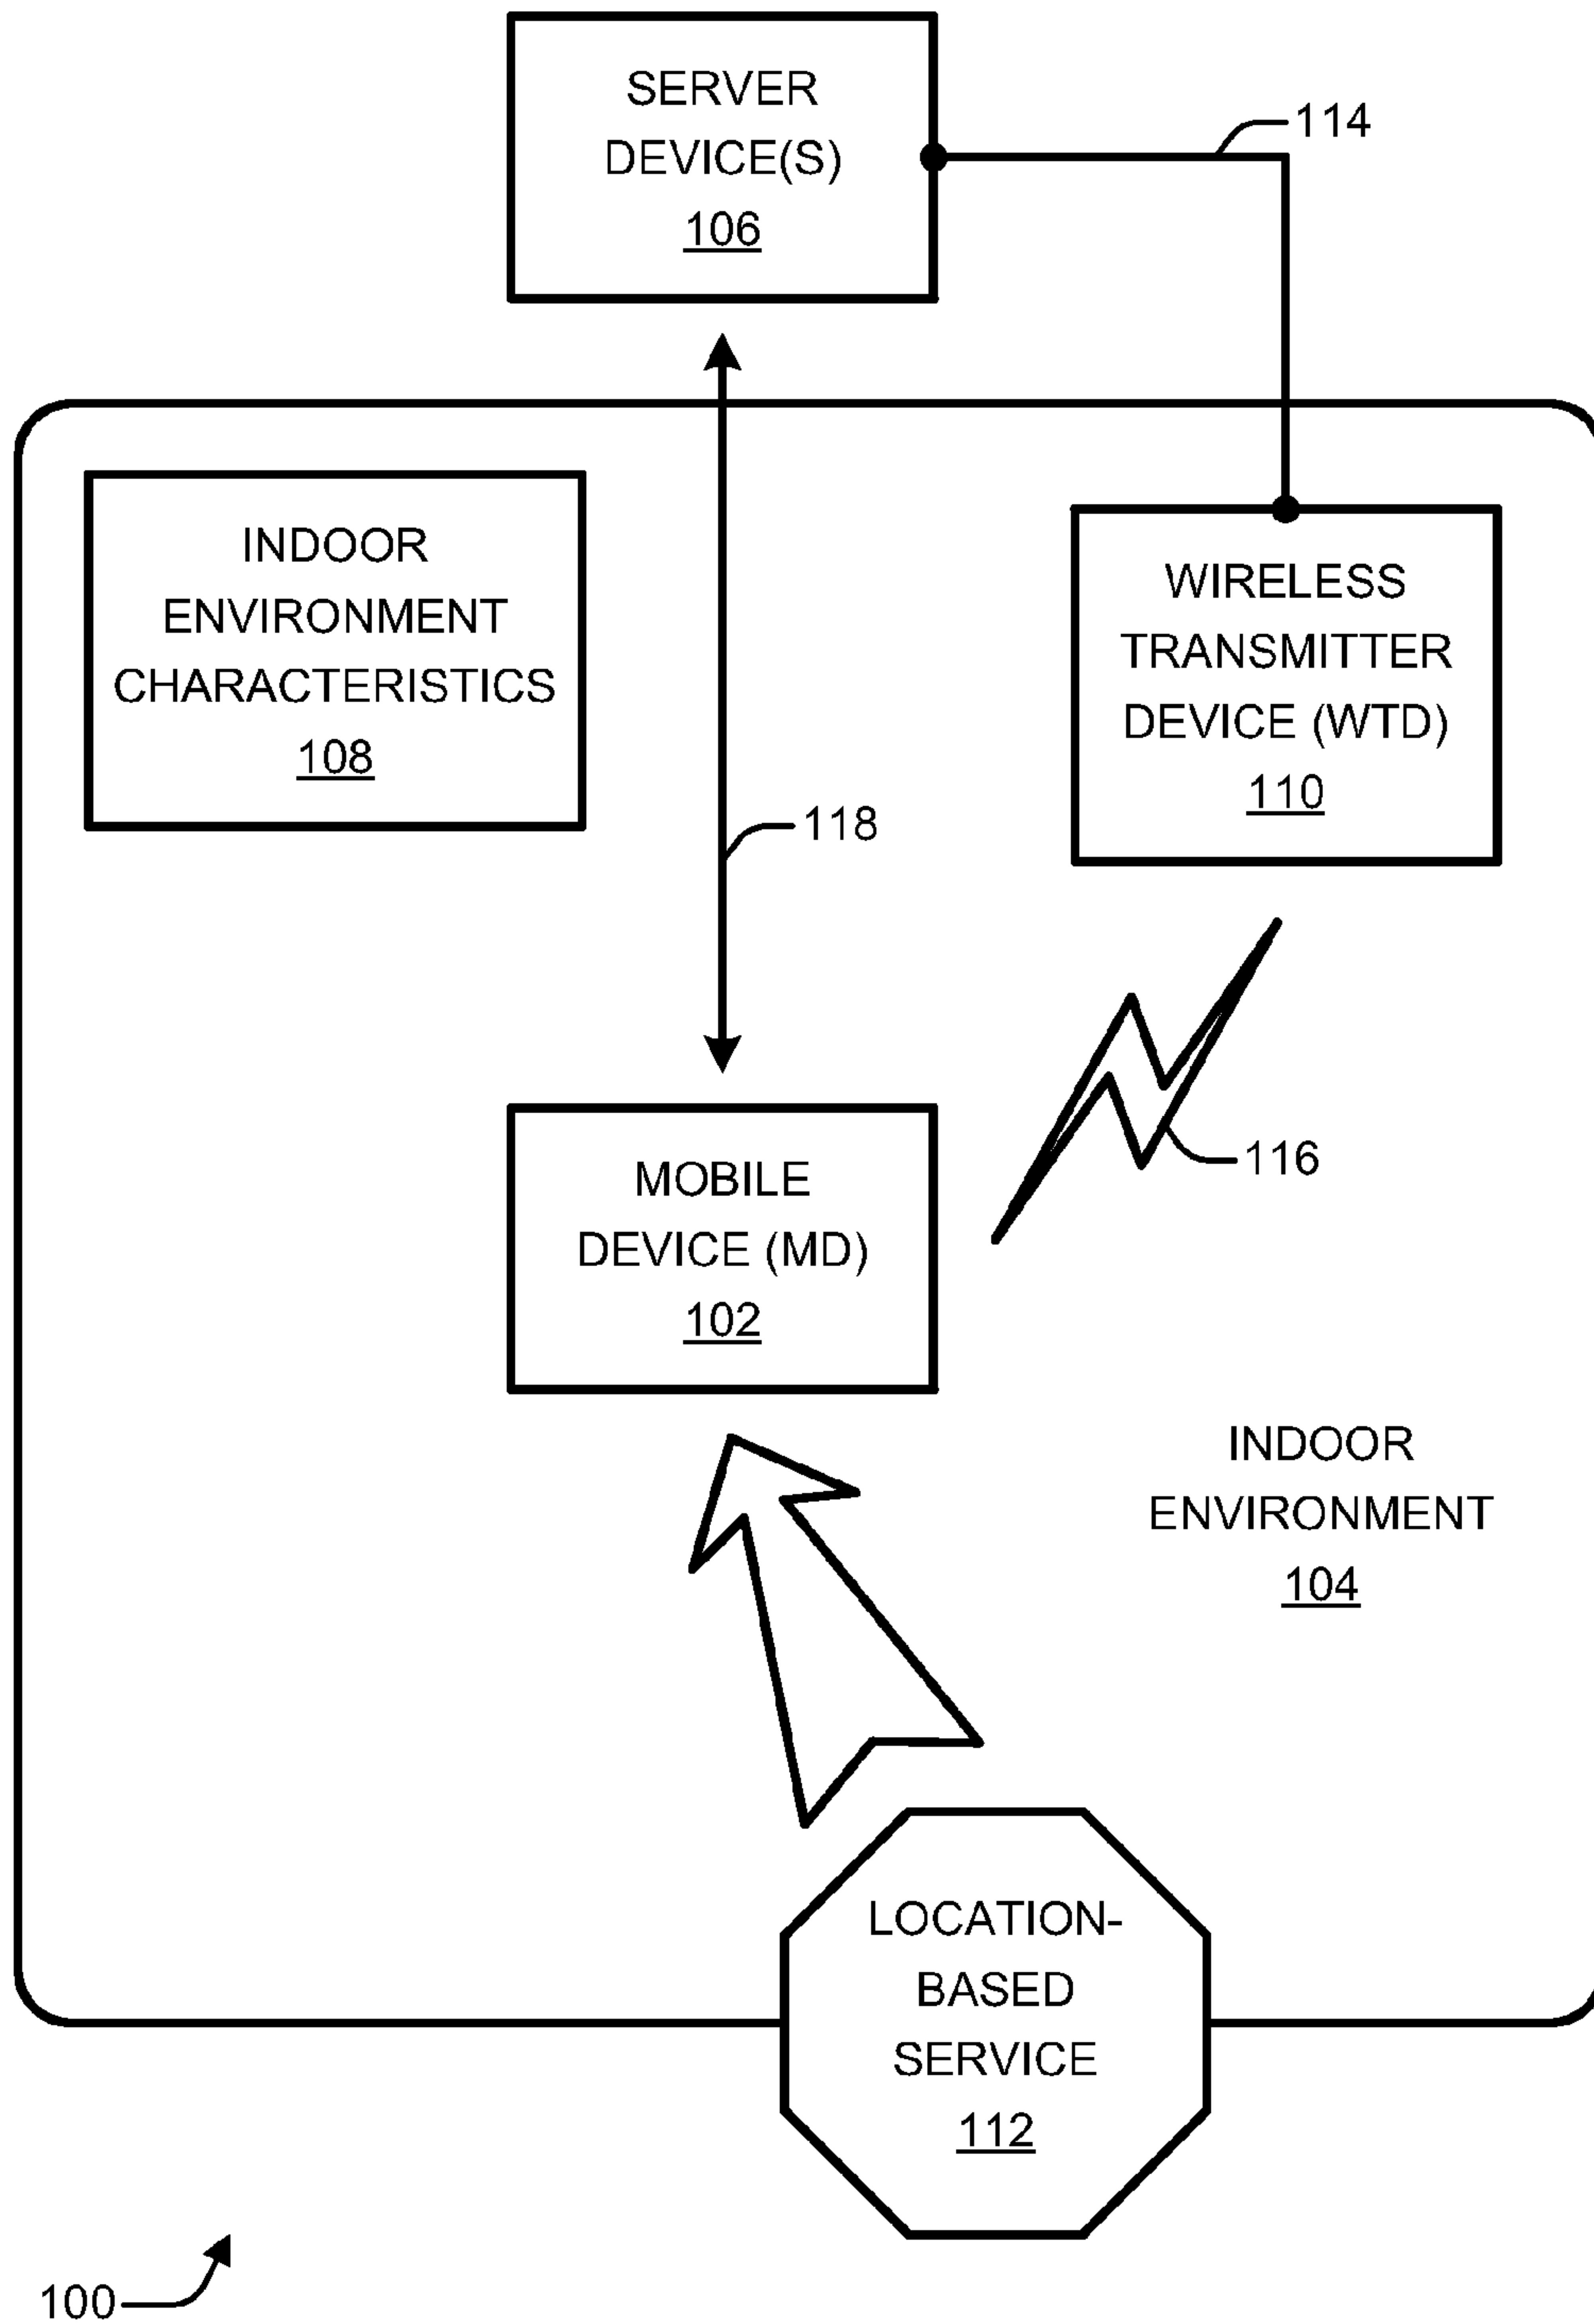 SERVER
DEVICE(S)
106
114
INDOOR
ENVIRONMENT
CHARACTERISTICS
108
WIRELESS
TRANSMITTER
DEVICE (WTD)
110
118
116
MOBILE
DEVICE (MD)
102
INDOOR
ENVIRONMENT
104
LOCATION-
BASED
SERVICE
112
100